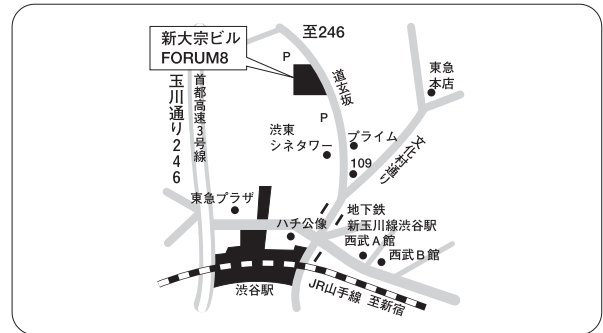 至246
新大宗ビル
FORUM8
P
道玄坂
東急
本店
玉川通り246
首都高速3号線
P
渋東
シネタワー
プライム
109
文化村通り
東急プラザ
ハチ公像
地下鉄
新玉川線渋谷駅
西武A館
西武B館
渋谷駅
JR山手線 至新宿